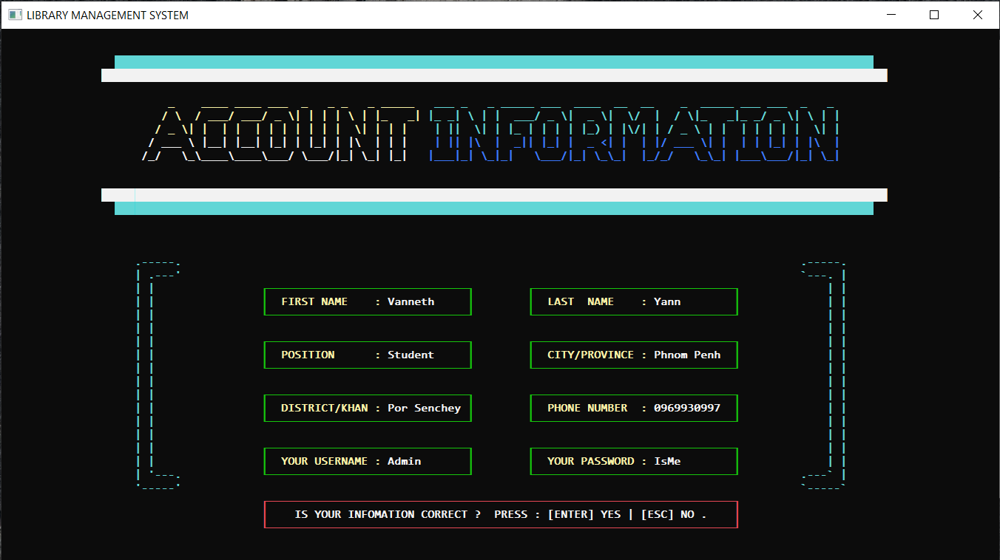 LIBRARY MANAGEMENT SYSTEM
ACCOUNT INFORMATION
FIRST NAME : Vanneth
LAST NAME : Yann
POSITION : Student
CITY/PROVINCE : Phnom Penh
DISTRICT/KHAN : Por Senchey
PHONE NUMBER : 0969930997
YOUR USERNAME : Admin
YOUR PASSWORD : IsMe
IS YOUR INFOMATION CORRECT ? PRESS : [ENTER] YES | [ESC] NO .